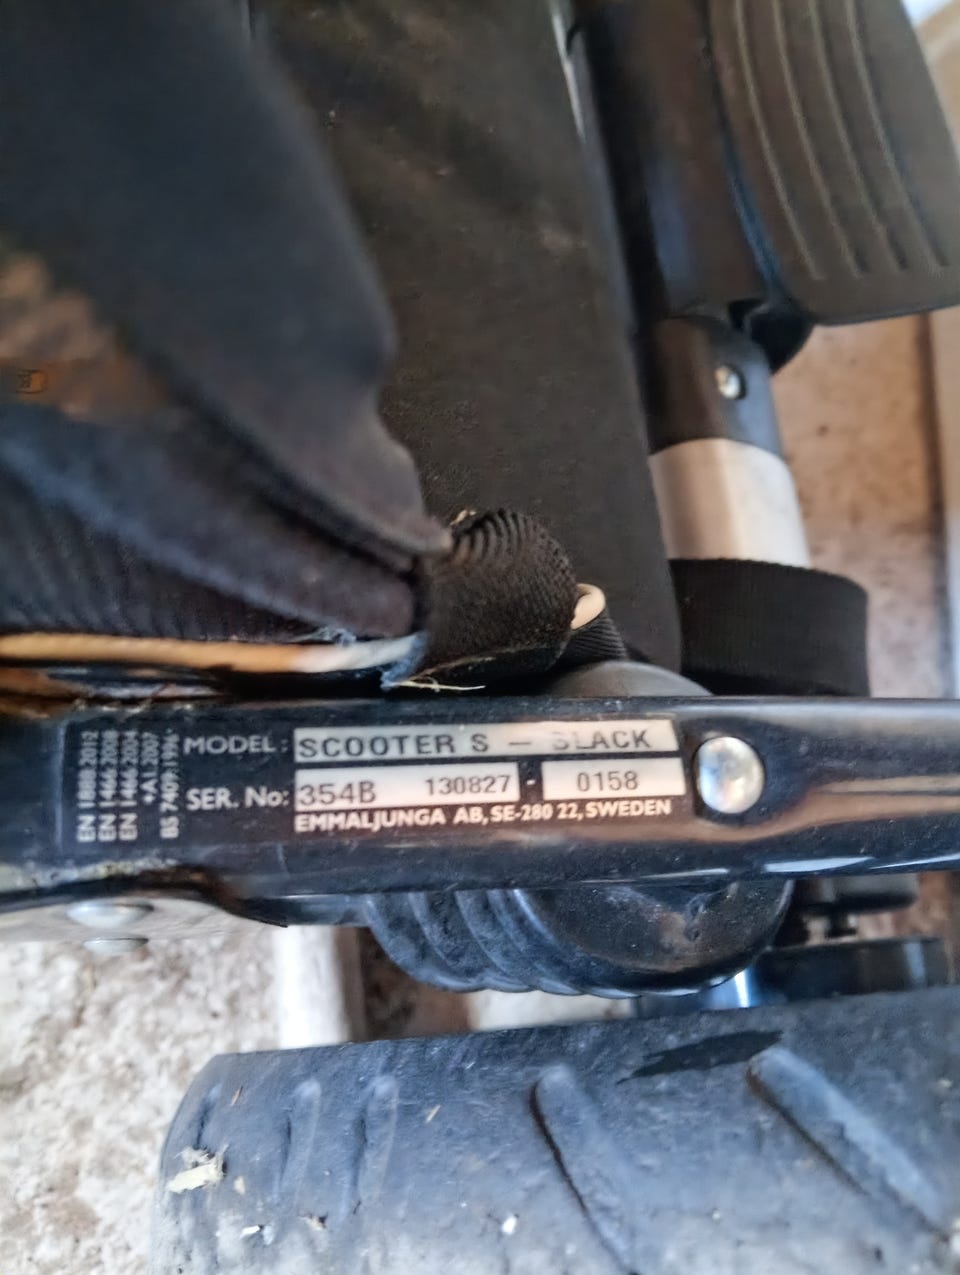 EN 1888:2012
EN 1466:2008
EN 1466:2004
+A1:2007
BS 7409:1996
MODEL: SCOOTER S – BLACK
SER. No: 354B 130827 · 0158
EMMALJUNGA AB, SE-280 22, SWEDEN